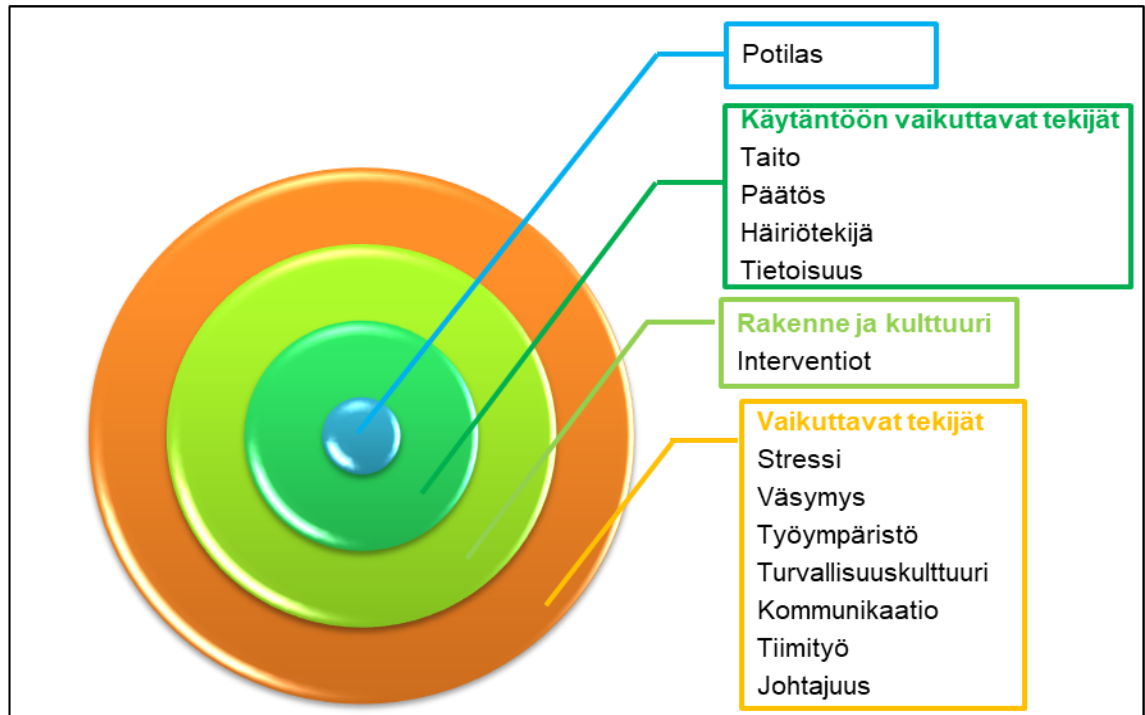 Potilas
Käytäntöön vaikuttavat tekijät
Taito
Päätös
Häiriötekijä
Tietoisuus
Rakenne ja kulttuuri
Interventiot
Vaikuttavat tekijät
Stressi
Väsymys
Työympäristö
Turvallisuuskulttuuri
Kommunikaatio
Tiimityö
Johtajuus